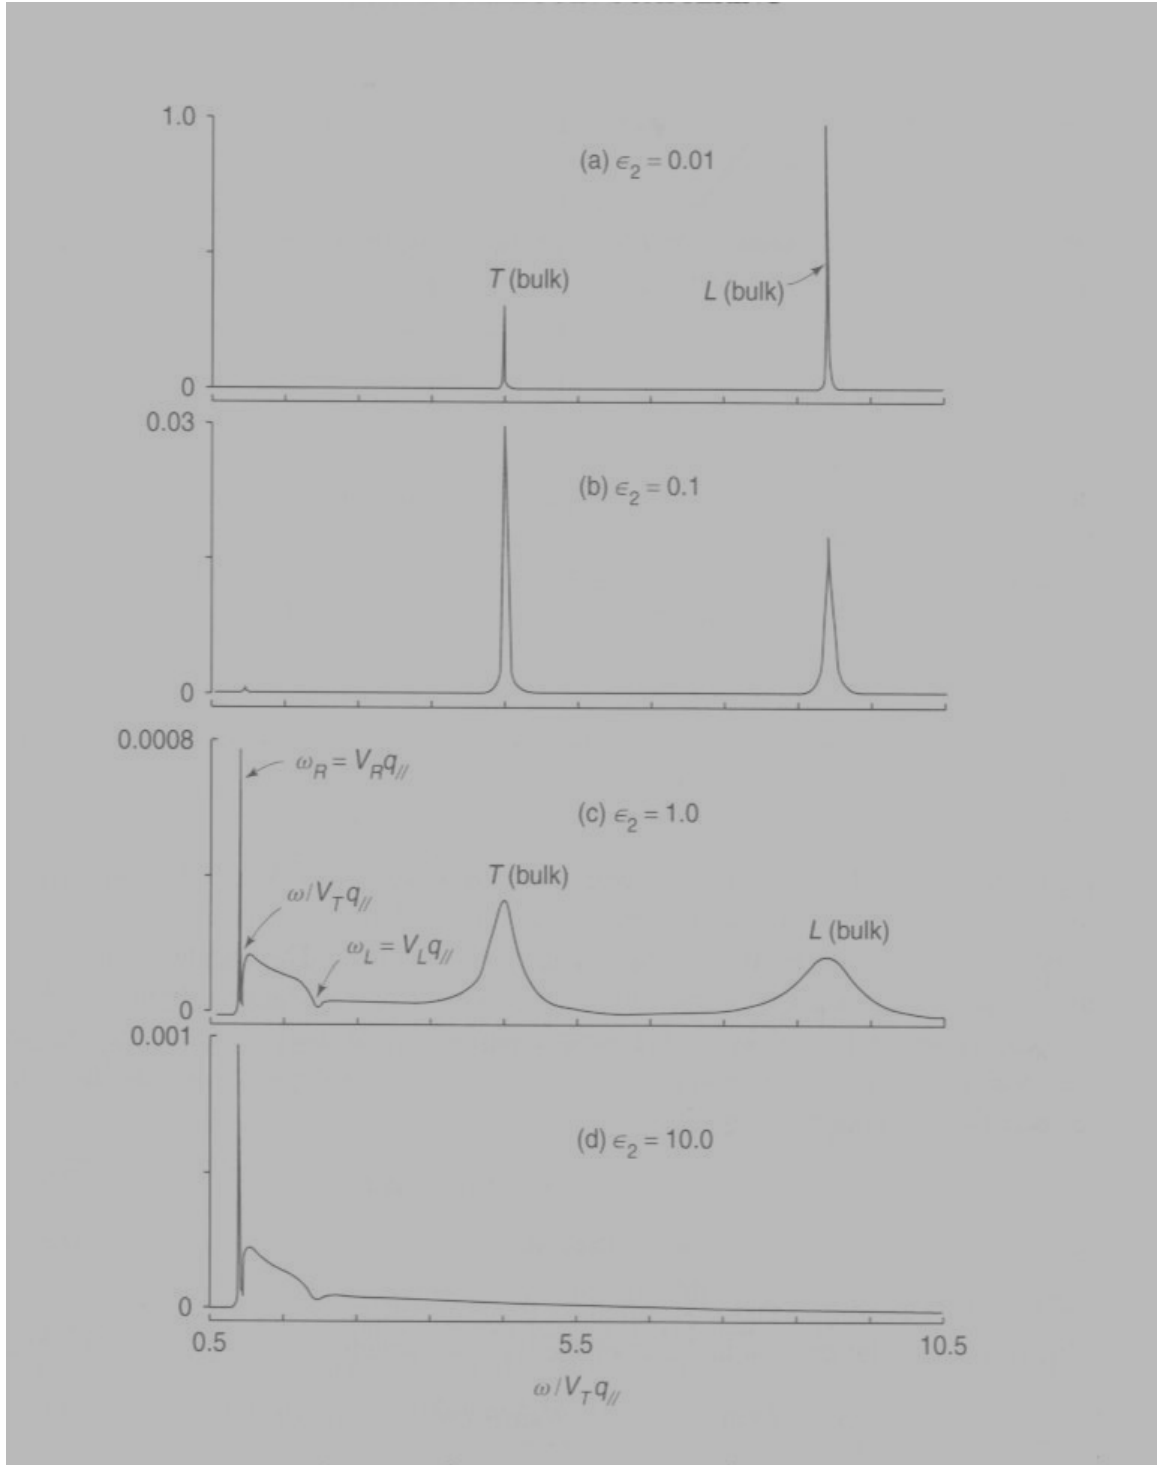 1.0
(a) ϵ₂ = 0.01
T (bulk)
L (bulk)
0
0.03
(b) ϵ₂ = 0.1
0
0.0008
ω_R = V_R q_//
(c) ϵ₂ = 1.0
T (bulk)
ω/V_T q_//
L (bulk)
ω_L = V_L q_//
0
0.001
(d) ϵ₂ = 10.0
0
0.5 5.5 10.5
ω/V_T q_//